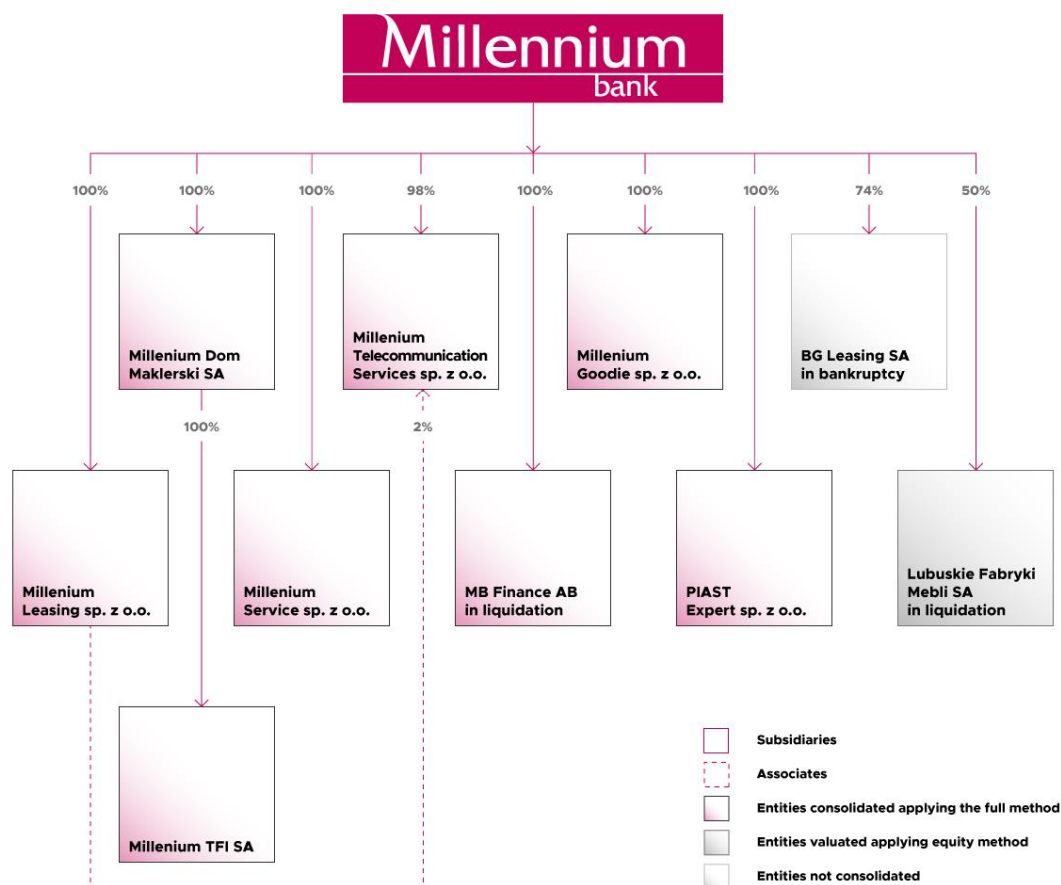 Millennium
bank
100%
100%
100%
98%
100%
100%
100%
74%
50%
Millenium Dom
Maklerski SA
Millenium
Telecommunication
Services sp. z o.o.
Millenium
Goodie sp. z o.o.
BG Leasing SA
in bankruptcy
100%
2%
Millenium
Leasing sp. z o.o.
Millenium
Service sp. z o.o.
MB Finance AB
in liquidation
PIAST
Expert sp. z o.o.
Lubuskie Fabryki
Mebli SA
in liquidation
Millenium TFI SA
Subsidiaries
Associates
Entities consolidated applying the full method
Entities valuated applying equity method
Entities not consolidated